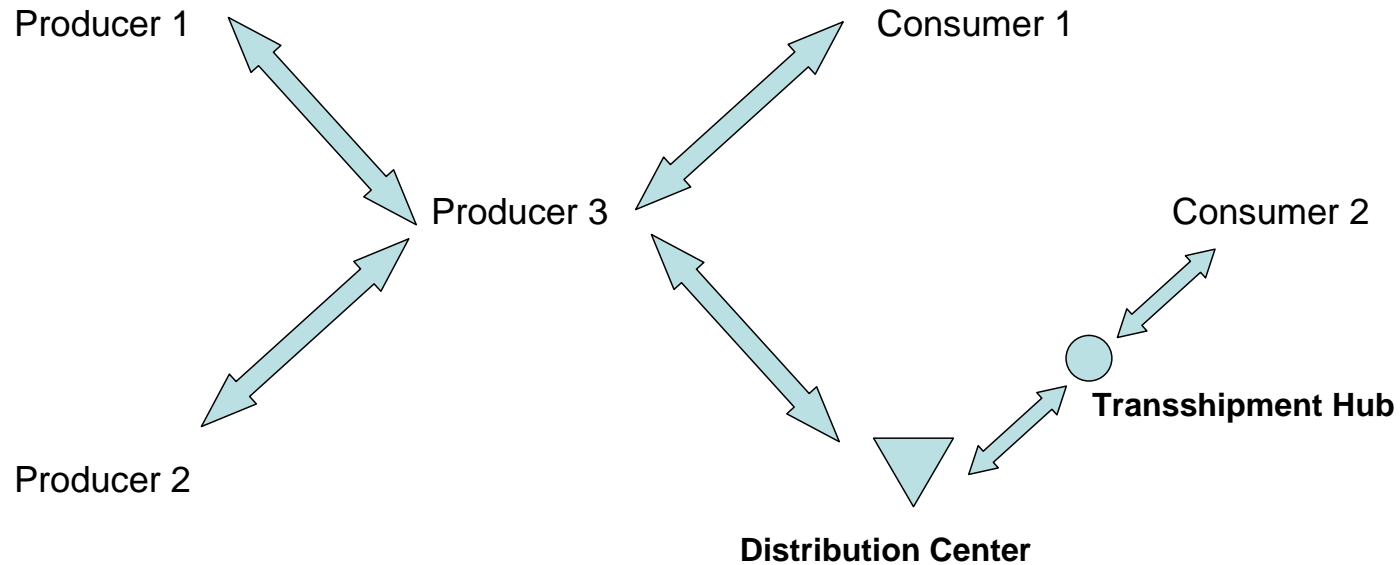 Producer 1
Consumer 1
Producer 3
Consumer 2
Transshipment Hub
Producer 2
Distribution Center